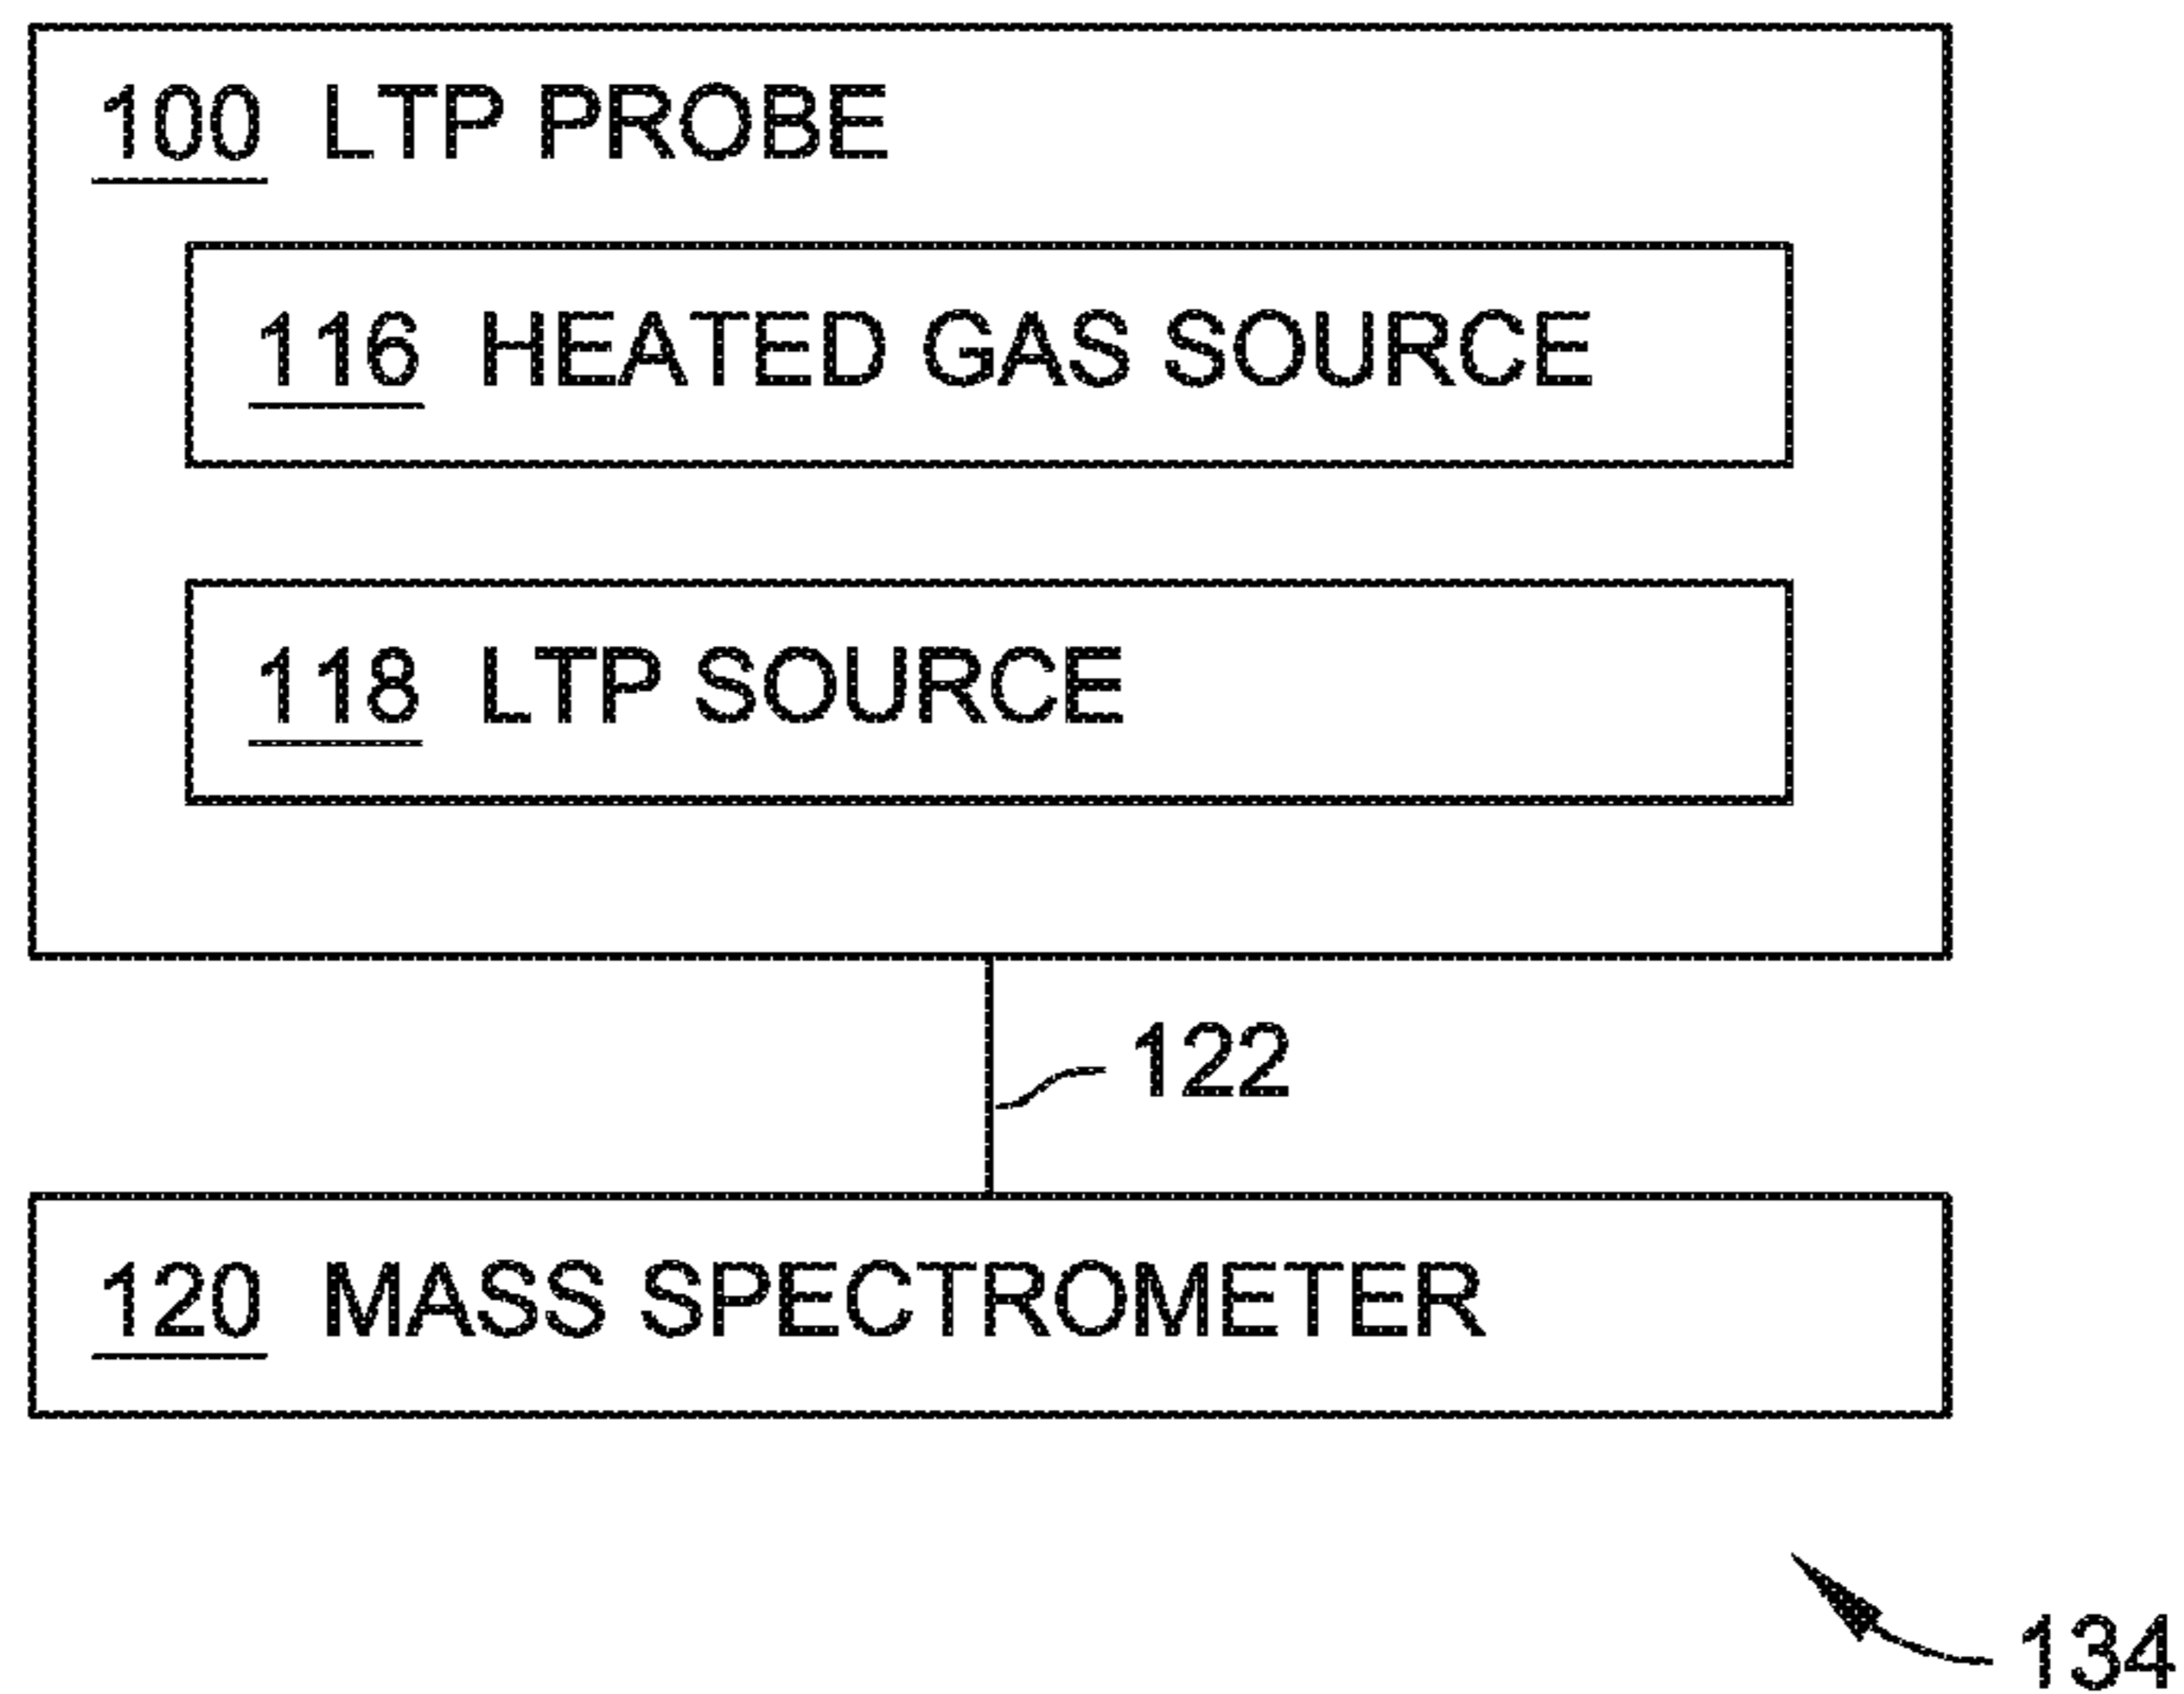 100 LTP PROBE
116 HEATED GAS SOURCE
118 LTP SOURCE
122
120 MASS SPECTROMETER
134